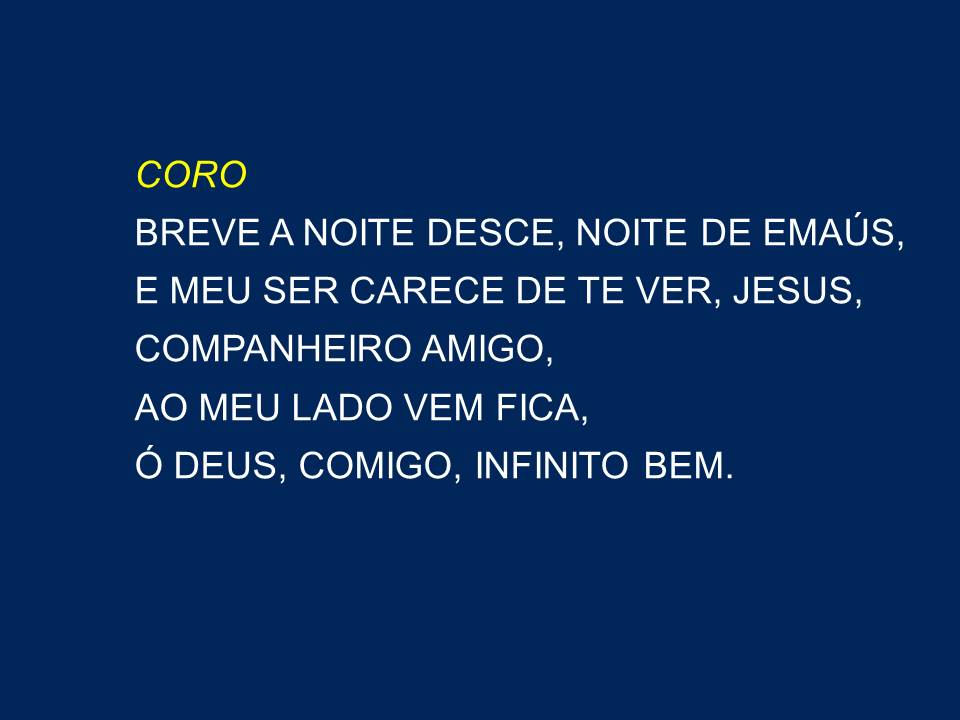 CORO
BREVE A NOITE DESCE, NOITE DE EMAÚS,
E MEU SER CARECE DE TE VER, JESUS,
COMPANHEIRO AMIGO,
AO MEU LADO VEM FICA,
Ó DEUS, COMIGO, INFINITO BEM.